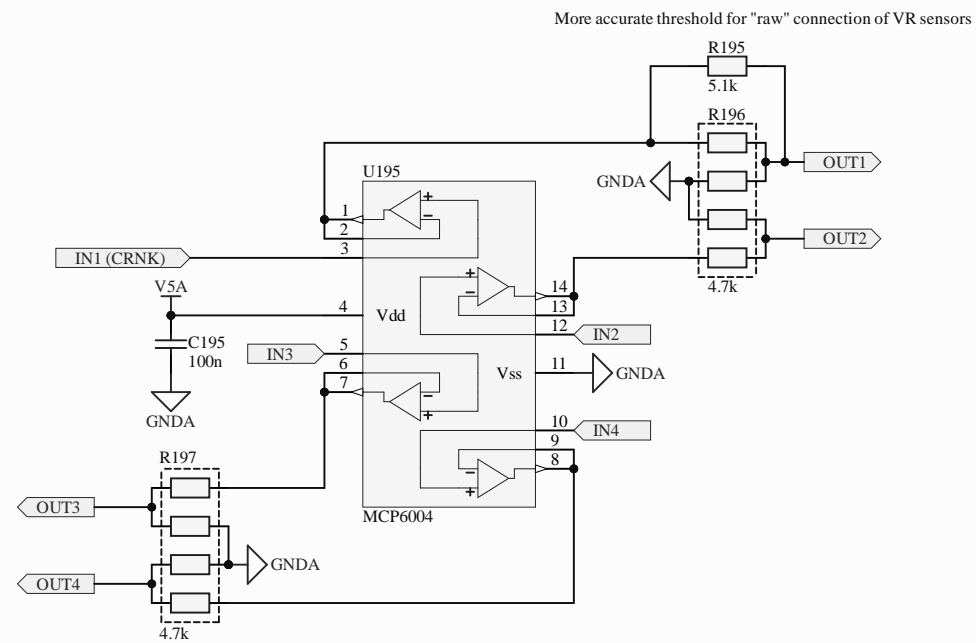 More accurate threshold for "raw" connection of VR sensors
R195
5.1k
R196
OUT1
GNDA
OUT2
4.7k
U195
1
2
3
IN1 (CRNK)
14
13
12
IN2
V5A
4
Vdd
C195
100n
GNDA
IN3
5
6
7
Vss
11
GNDA
10
9
8
IN4
MCP6004
R197
OUT3
GNDA
OUT4
4.7k